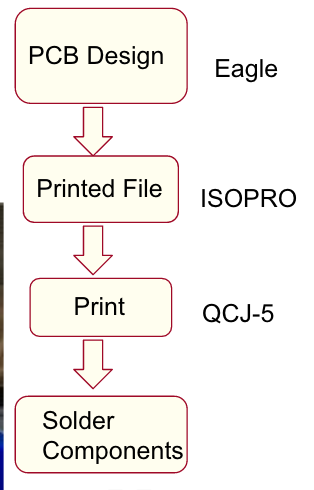 PCB Design
Eagle
Printed File
ISOPRO
Print
QCJ-5
Solder
Components